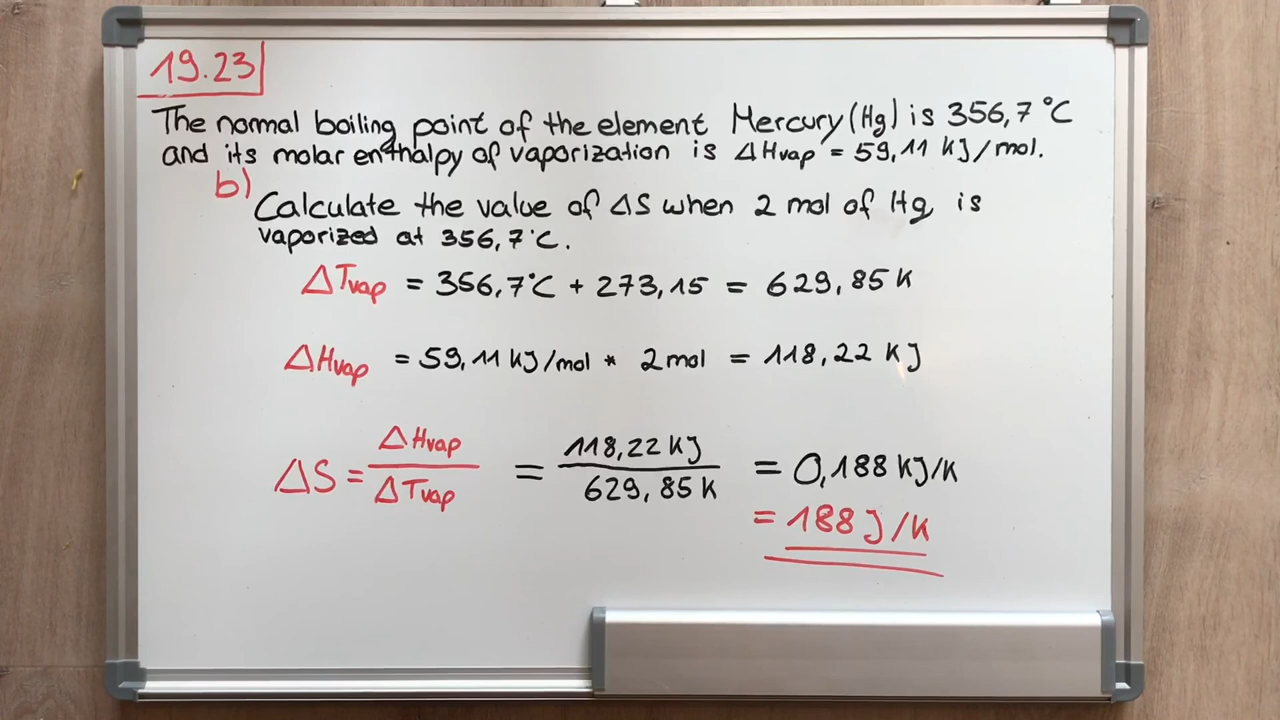 19.23
The normal boiling point of the element Mercury (Hg) is 356,7 °C
and its molar enthalpy of vaporization is ΔHvap = 59,11 KJ/mol.
b)
Calculate the value of ΔS when 2 mol of Hg is
vaporized at 356,7°C.
ΔTvap = 356,7°C + 273,15 = 629,85 K
ΔHvap = 59,11 KJ/mol * 2 mol = 118,22 KJ
ΔS = ΔHvap / ΔTvap = 118,22 KJ / 629,85 K = 0,188 KJ/K
= 188 J/K